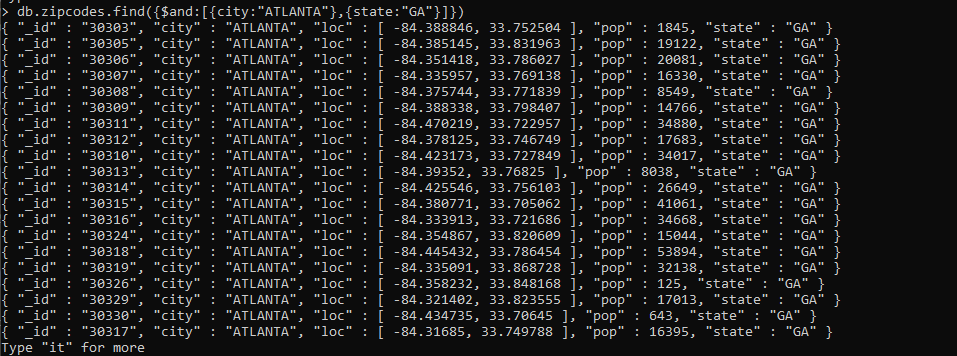 > db.zipcodes.find({$and:[{city:"ATLANTA"},{state:"GA"}]})
{ "_id" : "30303", "city" : "ATLANTA", "loc" : [ -84.388846, 33.752504 ], "pop" : 1845, "state" : "GA" }
{ "_id" : "30305", "city" : "ATLANTA", "loc" : [ -84.385145, 33.831963 ], "pop" : 19122, "state" : "GA" }
{ "_id" : "30306", "city" : "ATLANTA", "loc" : [ -84.351418, 33.786027 ], "pop" : 20081, "state" : "GA" }
{ "_id" : "30307", "city" : "ATLANTA", "loc" : [ -84.335957, 33.769138 ], "pop" : 16330, "state" : "GA" }
{ "_id" : "30308", "city" : "ATLANTA", "loc" : [ -84.375744, 33.771839 ], "pop" : 8549, "state" : "GA" }
{ "_id" : "30309", "city" : "ATLANTA", "loc" : [ -84.388338, 33.798407 ], "pop" : 14766, "state" : "GA" }
{ "_id" : "30311", "city" : "ATLANTA", "loc" : [ -84.470219, 33.722957 ], "pop" : 34880, "state" : "GA" }
{ "_id" : "30312", "city" : "ATLANTA", "loc" : [ -84.378125, 33.746749 ], "pop" : 17683, "state" : "GA" }
{ "_id" : "30310", "city" : "ATLANTA", "loc" : [ -84.423173, 33.727849 ], "pop" : 34017, "state" : "GA" }
{ "_id" : "30313", "city" : "ATLANTA", "loc" : [ -84.39352, 33.76825 ], "pop" : 8038, "state" : "GA" }
{ "_id" : "30314", "city" : "ATLANTA", "loc" : [ -84.425546, 33.756103 ], "pop" : 26649, "state" : "GA" }
{ "_id" : "30315", "city" : "ATLANTA", "loc" : [ -84.380771, 33.705062 ], "pop" : 41061, "state" : "GA" }
{ "_id" : "30316", "city" : "ATLANTA", "loc" : [ -84.333913, 33.721686 ], "pop" : 34668, "state" : "GA" }
{ "_id" : "30324", "city" : "ATLANTA", "loc" : [ -84.354867, 33.820609 ], "pop" : 15044, "state" : "GA" }
{ "_id" : "30318", "city" : "ATLANTA", "loc" : [ -84.445432, 33.786454 ], "pop" : 53894, "state" : "GA" }
{ "_id" : "30319", "city" : "ATLANTA", "loc" : [ -84.335091, 33.868728 ], "pop" : 32138, "state" : "GA" }
{ "_id" : "30326", "city" : "ATLANTA", "loc" : [ -84.358232, 33.848168 ], "pop" : 125, "state" : "GA" }
{ "_id" : "30329", "city" : "ATLANTA", "loc" : [ -84.321402, 33.823555 ], "pop" : 17013, "state" : "GA" }
{ "_id" : "30330", "city" : "ATLANTA", "loc" : [ -84.434735, 33.70645 ], "pop" : 643, "state" : "GA" }
{ "_id" : "30317", "city" : "ATLANTA", "loc" : [ -84.31685, 33.749788 ], "pop" : 16395, "state" : "GA" }
Type "it" for more